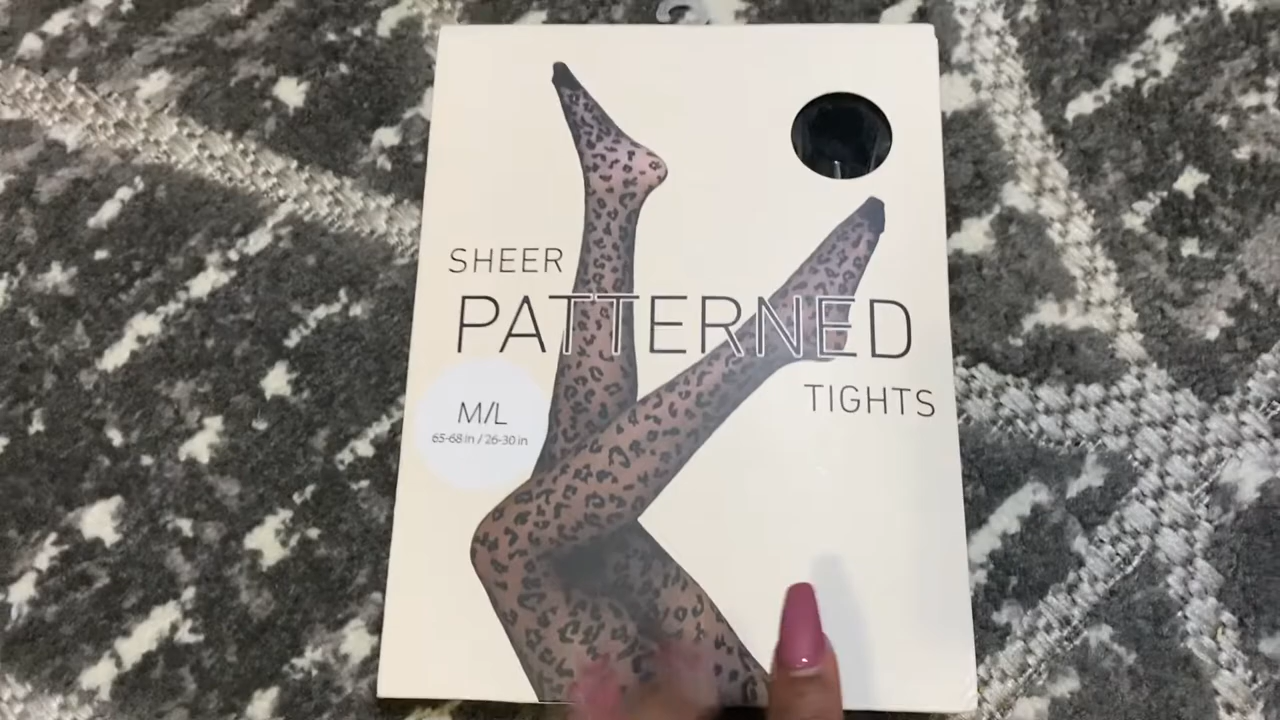 SHEER
PATTERNED
TIGHTS
M/L
65-68 in / 26-30 in